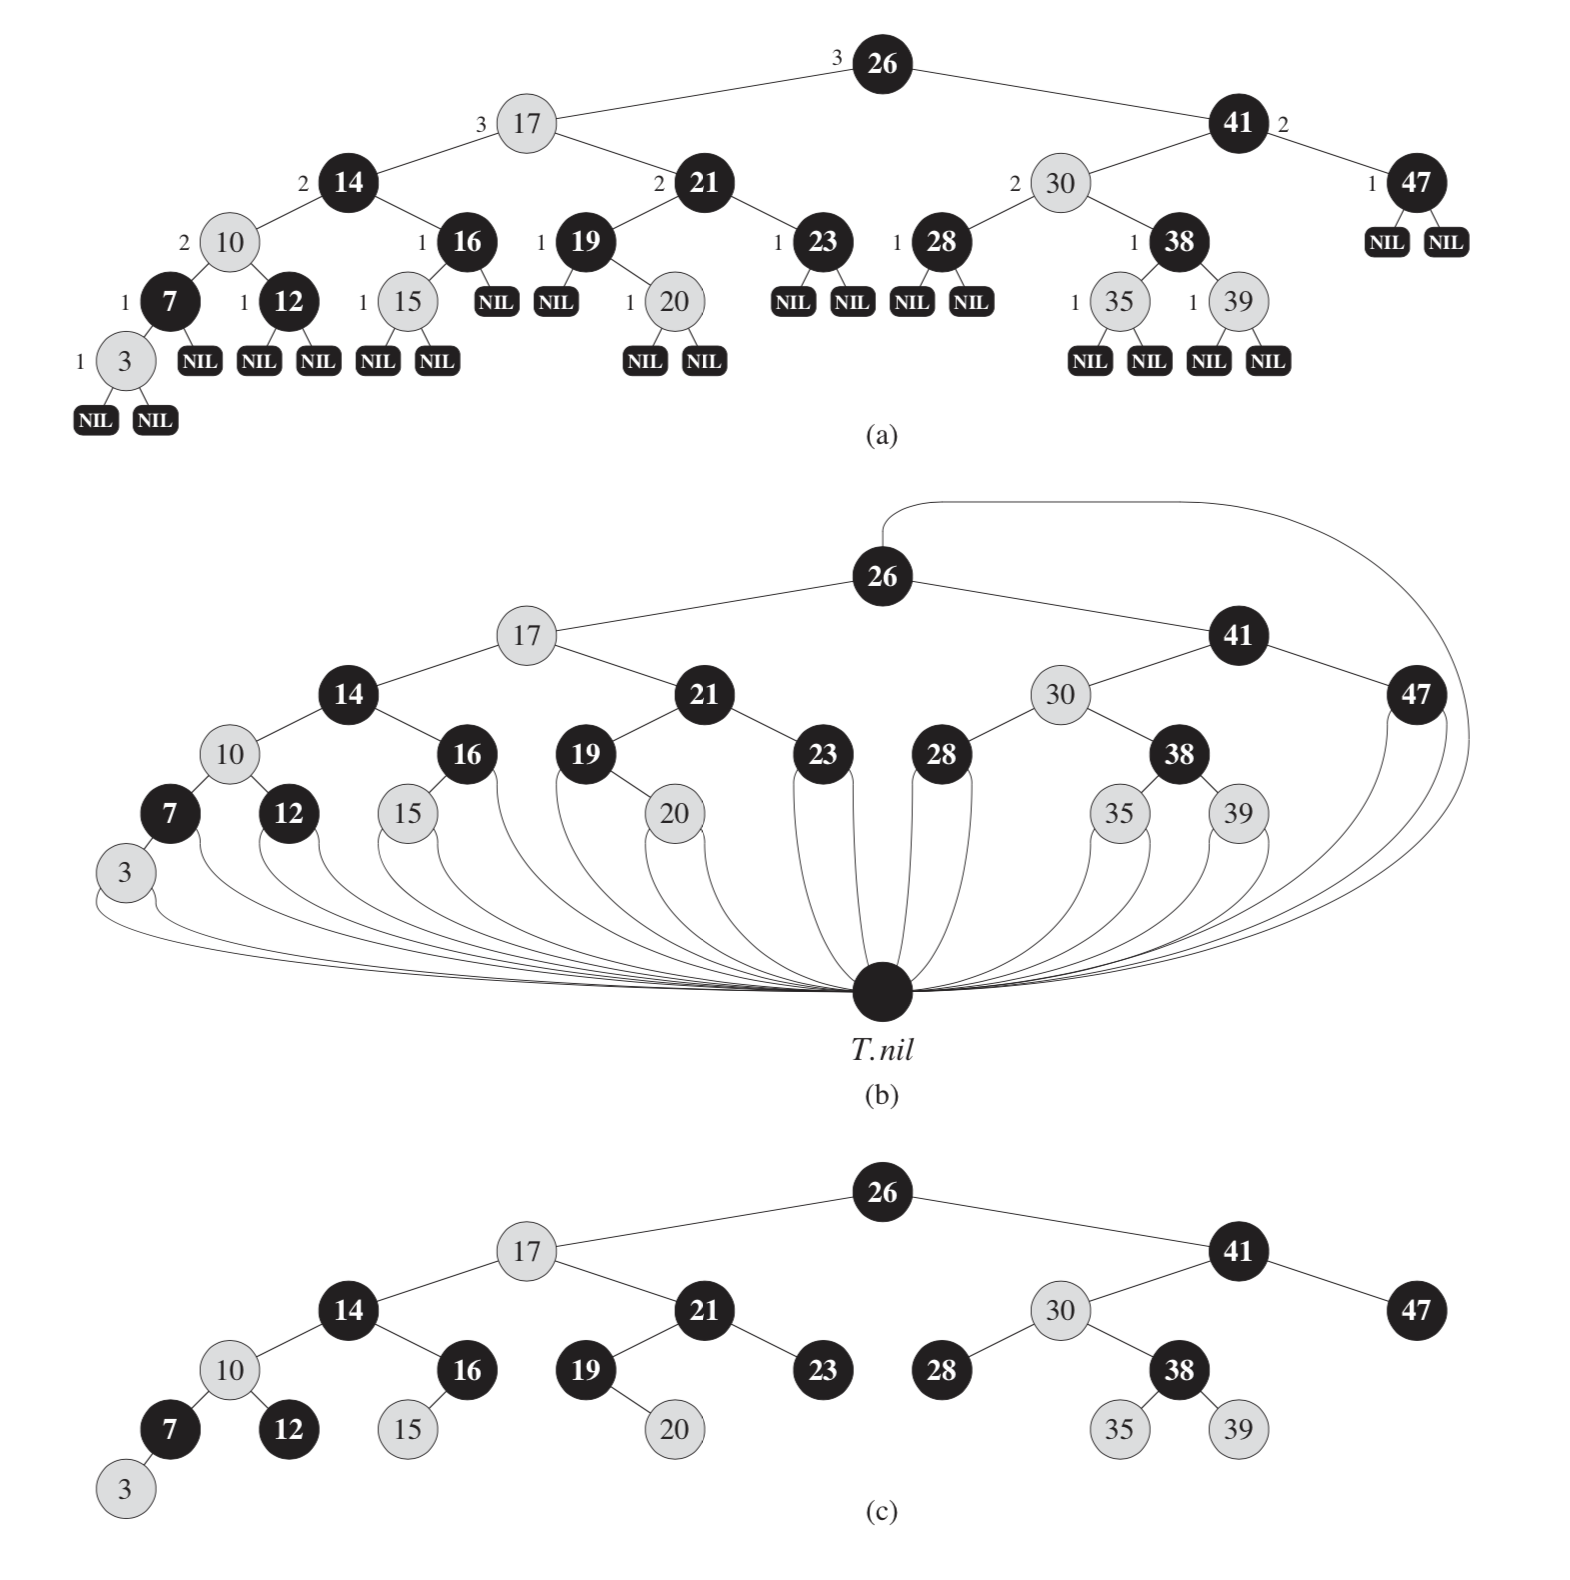 3 26
3 17 41 2
2 14 2 21 2 30 1 47
2 10 1 16 1 19 1 23 1 28 1 38 NIL NIL
1 7 1 12 1 15 NIL NIL 1 20 NIL NIL NIL NIL 1 35 1 39
1 3 NIL NIL NIL NIL NIL NIL NIL NIL NIL NIL NIL
NIL NIL
(a)
26
17 41
14 21 30 47
10 16 19 23 28 38
7 12 15 20 35 39
3
T.nil
(b)
26
17 41
14 21 30 47
10 16 19 23 28 38
7 12 15 20 35 39
3
(c)